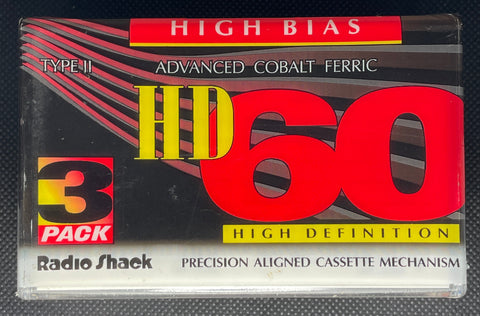 HIGH BIAS
TYPE II ADVANCED COBALT FERRIC
HD60
3
PACK
HIGH DEFINITION
Radio Shack PRECISION ALIGNED CASSETTE MECHANISM